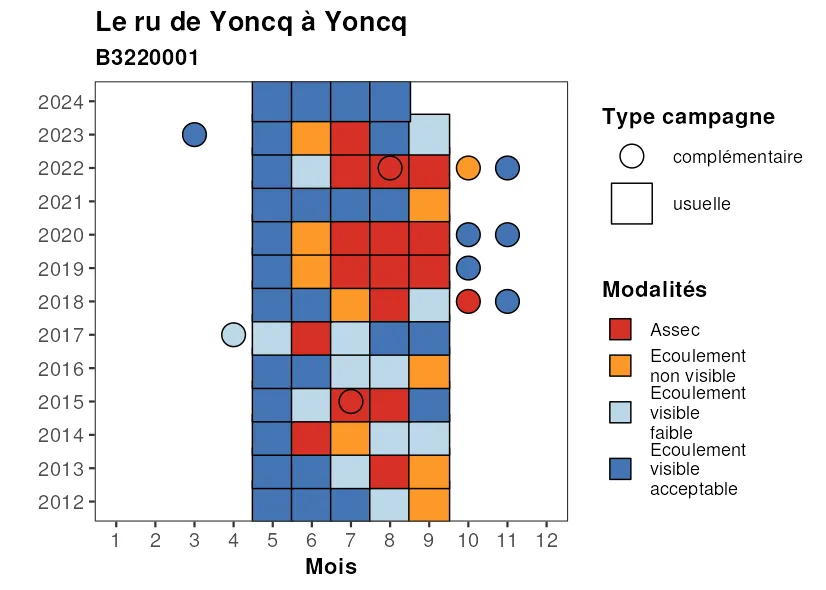 Le ru de Yoncq à Yoncq
B3220001
2024
2023
2022
2021
2020
2019
2018
2017
2016
2015
2014
2013
2012
1 2 3 4 5 6 7 8 9 10 11 12
Mois
Type campagne
complémentaire
usuelle
Modalités
Assec
Ecoulement
non visible
Ecoulement
visible
faible
Ecoulement
visible
acceptable